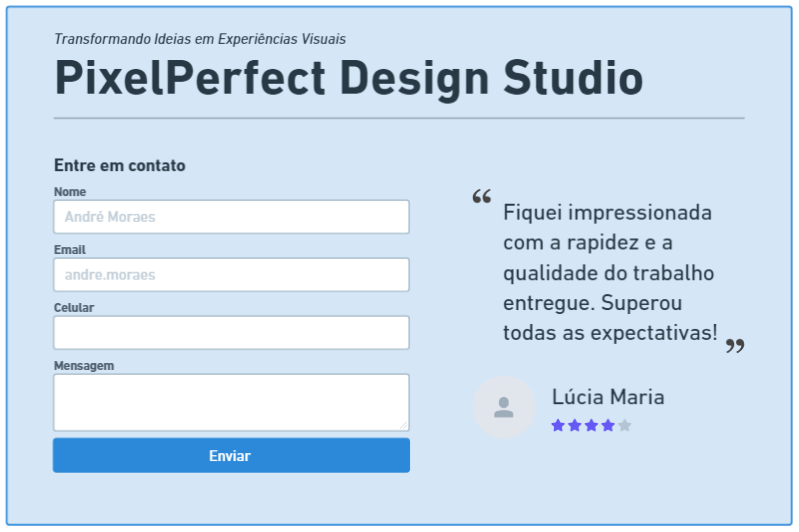 Transformando Ideias em Experiências Visuais
PixelPerfect Design Studio
Entre em contato
Nome
André Moraes
Email
andre.moraes
Celular
Mensagem
Enviar
“
Fiquei impressionada
com a rapidez e a
qualidade do trabalho
entregue. Superou
todas as expectativas!
”
Lúcia Maria